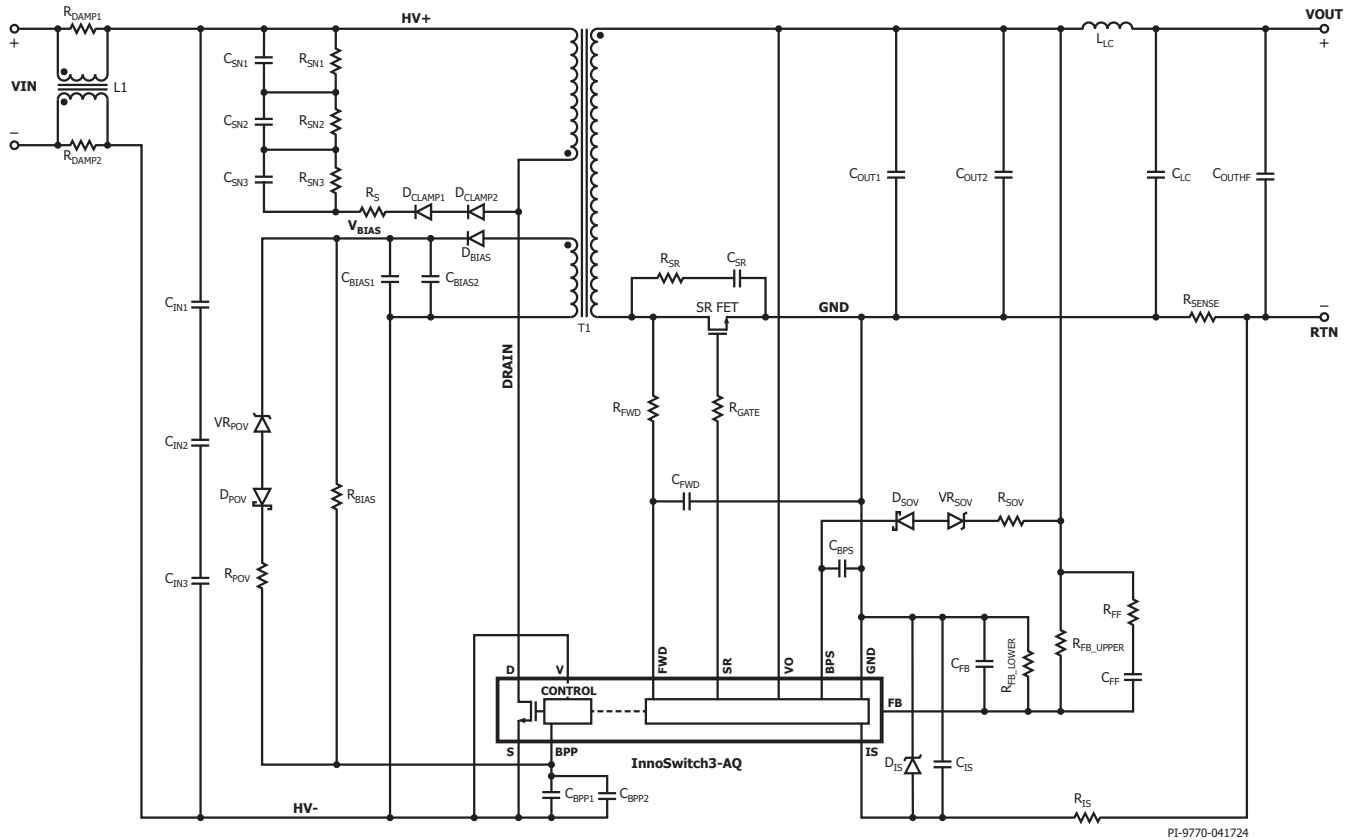 R_DAMP1
HV+
VOUT
+
+
L_LC
C_SN1
R_SN1
VIN
L1
C_SN2
R_SN2
−
R_DAMP2
C_SN3
R_SN3
C_OUT1
C_OUT2
C_LC
C_OUTHF
R_S
D_CLAMP1
D_CLAMP2
V_BIAS
D_BIAS
R_SR
C_SR
C_BIAS1
C_BIAS2
C_IN1
SR FET
GND
R_SENSE
−
T1
RTN
DRAIN
R_FWD
R_GATE
VR_POV
C_IN2
C_FWD
D_POV
R_BIAS
D_SOV
VR_SOV
R_SOV
C_BPS
C_IN3
R_POV
R_FF
R_FB_UPPER
C_FB
R_FB_LOWER
C_FF
D
V
FWD
SR
VO
BPS
GND
CONTROL
FB
S
BPP
IS
InnoSwitch3-AQ
D_IS
C_IS
C_BPP1
C_BPP2
HV-
R_IS
PI-9770-041724